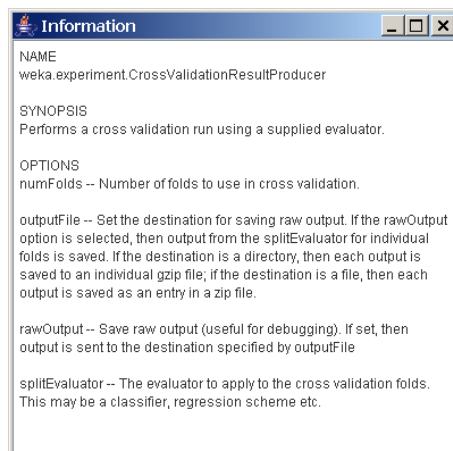 Information
NAME
weka.experiment.CrossValidationResultProducer
SYNOPSIS
Performs a cross validation run using a supplied evaluator.
OPTIONS
numFolds -- Number of folds to use in cross validation.
outputFile -- Set the destination for saving raw output. If the rawOutput
option is selected, then output from the splitEvaluator for individual
folds is saved. If the destination is a directory, then each output is
saved to an individual gzip file; if the destination is a file, then each
output is saved as an entry in a zip file.
rawOutput -- Save raw output (useful for debugging). If set, then
output is sent to the destination specified by outputFile
splitEvaluator -- The evaluator to apply to the cross validation folds.
This may be a classifier, regression scheme etc.